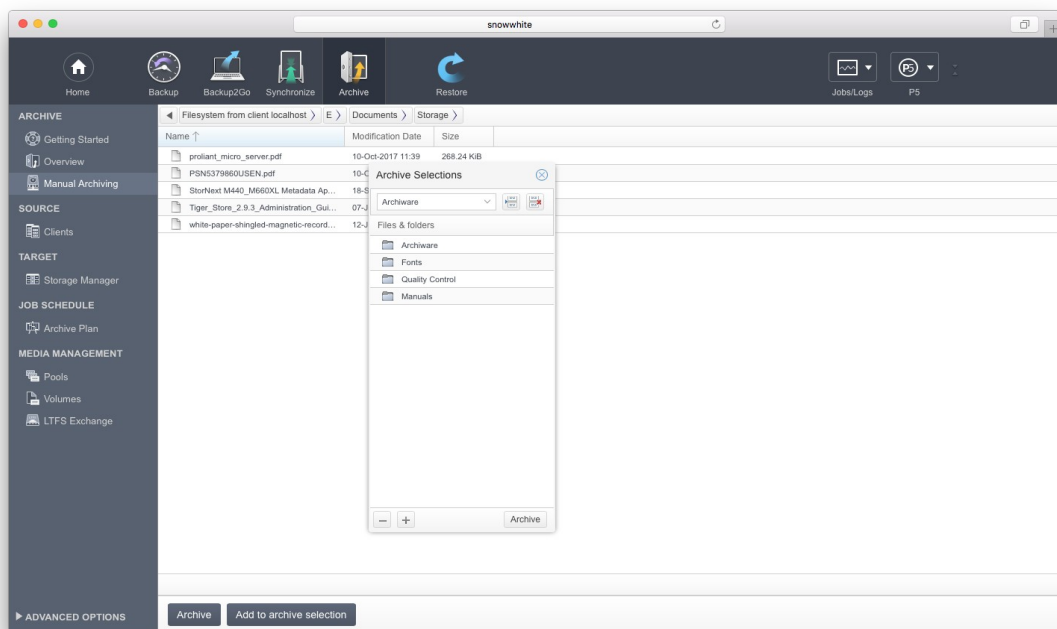 snowwhite
Home
Backup
Backup2Go
Synchronize
Archive
Restore
Jobs/Logs
P5
P5
ARCHIVE
Getting Started
Overview
Manual Archiving
SOURCE
Clients
TARGET
Storage Manager
JOB SCHEDULE
Archive Plan
MEDIA MANAGEMENT
Pools
Volumes
LTFS Exchange
ADVANCED OPTIONS
Filesystem from client localhost
E
Documents
Storage
Name
Modification Date
Size
proliant_micro_server.pdf 10-Oct-2017 11:39 268.24 KiB
PSN5379860USEN.pdf
StorNext M440_M660XL Metadata Ap...
Tiger_Store_2.9.3_Administration_Gui...
white-paper-shingled-magnetic-record...
Archive Selections
Archiware
Files & folders
Archiware
Fonts
Quality Control
Manuals
Archive
Archive
Add to archive selection